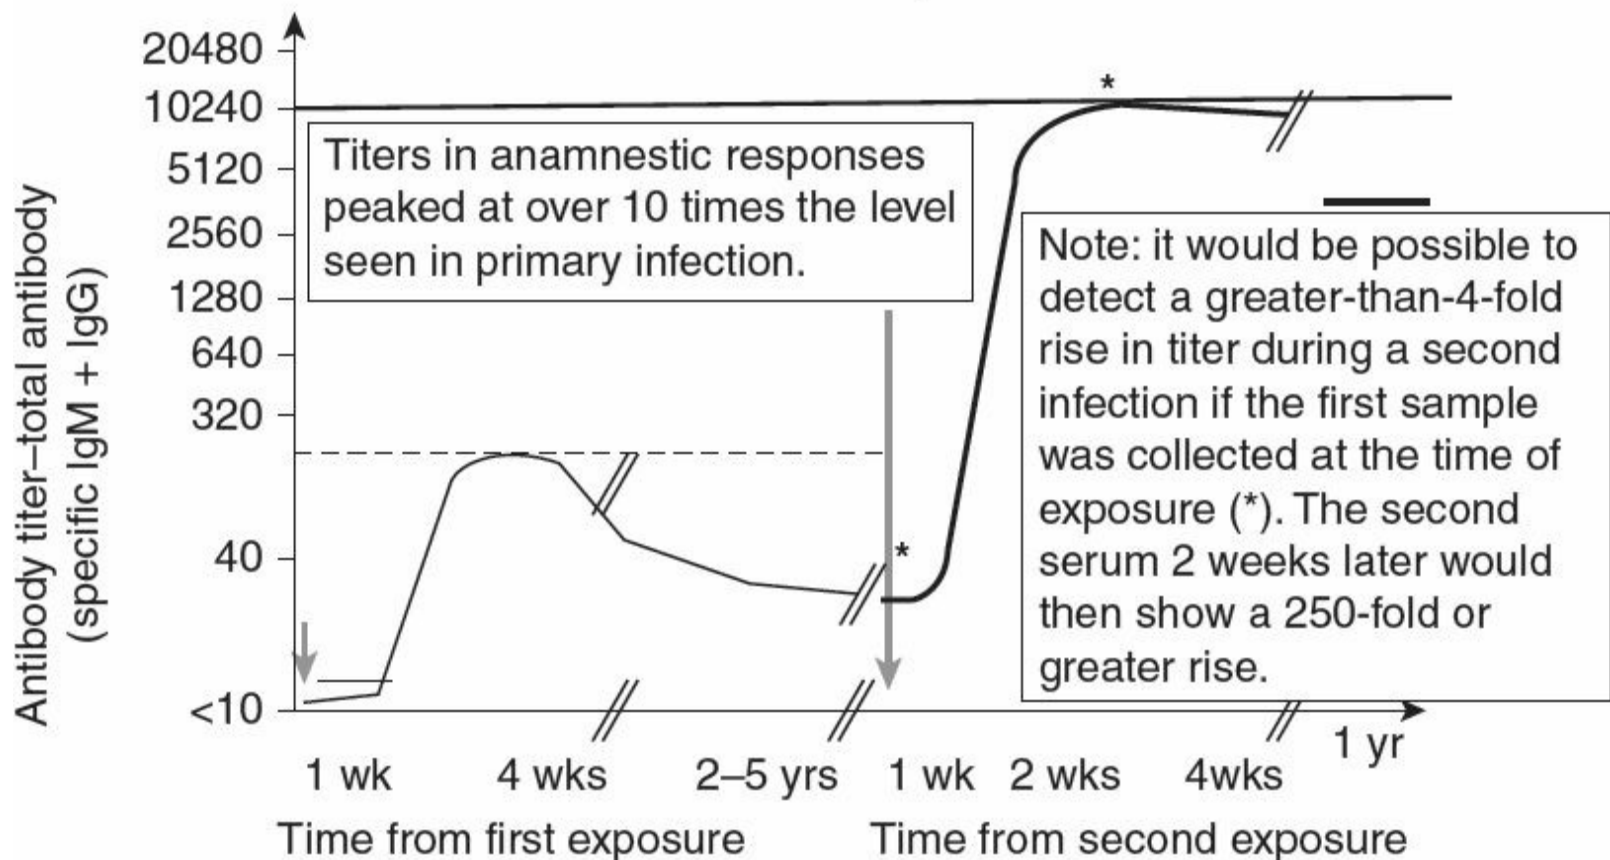 20480
10240
5120
2560
1280
640
320
40
<10
Antibody titer–total antibody
(specific IgM + IgG)
Titers in anamnestic responses
peaked at over 10 times the level
seen in primary infection.
*
*
Note: it would be possible to
detect a greater-than-4-fold
rise in titer during a second
infection if the first sample
was collected at the time of
exposure (*). The second
serum 2 weeks later would
then show a 250-fold or
greater rise.
1 wk 4 wks 2–5 yrs 1 wk 2 wks 4wks 1 yr
Time from first exposure Time from second exposure